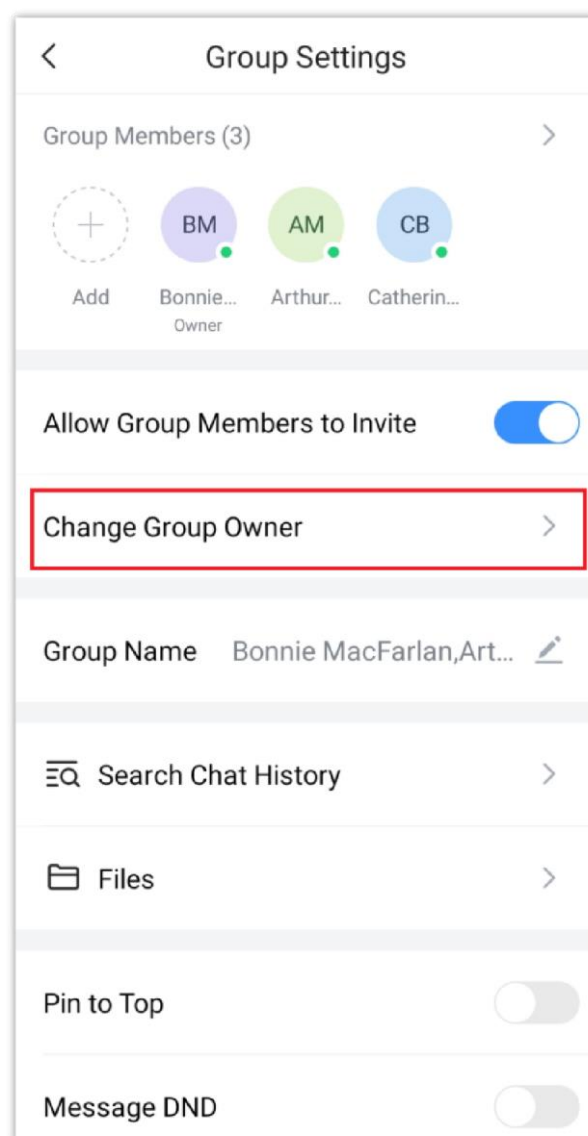 Group Settings
Group Members (3)
BM AM CB
Add Bonnie... Arthur... Catherin...
Owner
Allow Group Members to Invite
Change Group Owner
Group Name Bonnie MacFarlan,Art...
Search Chat History
Files
Pin to Top
Message DND